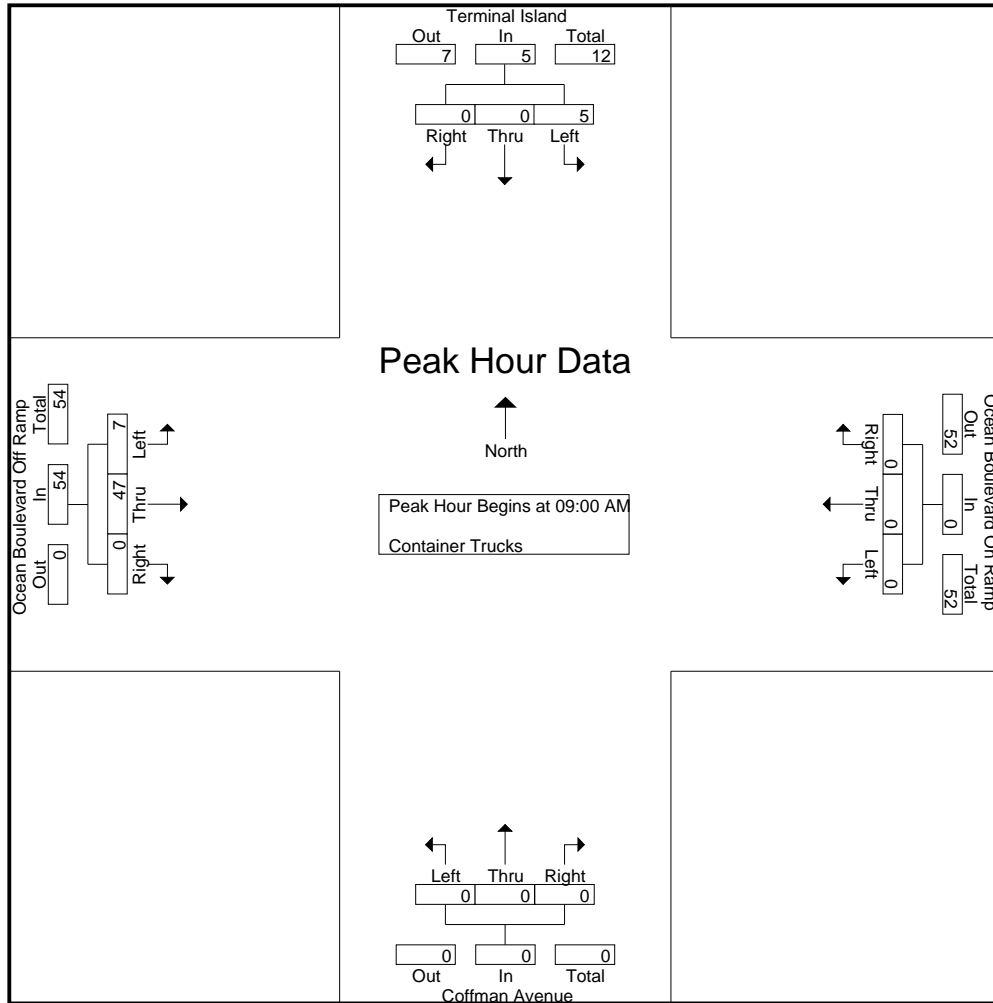 Terminal Island
Out In Total
7 5 12
0 0 5
Right Thru Left
Peak Hour Data
North
Peak Hour Begins at 09:00 AM
Container Trucks
Ocean Boulevard Off Ramp
Total In Out
54 54 0
7 47 0
Left Thru Right
Ocean Boulevard On Ramp
Out In Total
52 0 52
0 0 0
Right Thru Left
Left Thru Right
0 0 0
0 0 0
Out In Total
Coffman Avenue